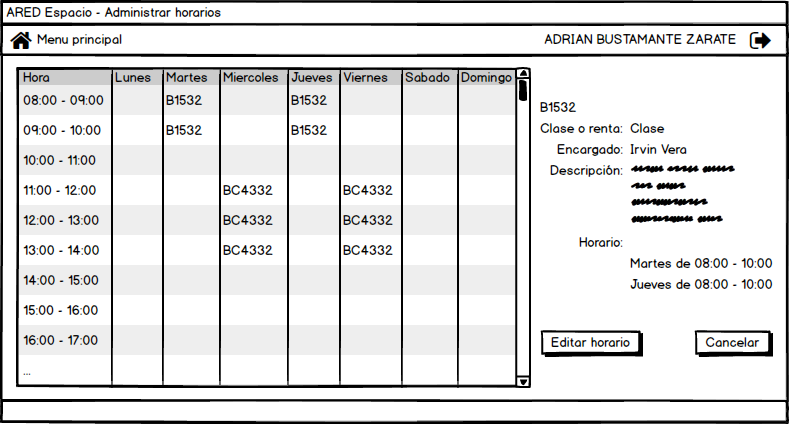 ARED Espacio - Administrar horarios
Menu principal
ADRIAN BUSTAMANTE ZARATE
Hora Lunes Martes Miercoles Jueves Viernes Sabado Domingo
08:00 - 09:00 B1532 B1532
09:00 - 10:00 B1532 B1532
10:00 - 11:00
11:00 - 12:00 BC4332 BC4332
12:00 - 13:00 BC4332 BC4332
13:00 - 14:00 BC4332 BC4332
14:00 - 15:00
15:00 - 16:00
16:00 - 17:00
...
B1532
Clase o renta: Clase
Encargado: Irvin Vera
Descripción:
Horario:
Martes de 08:00 - 10:00
Jueves de 08:00 - 10:00
Editar horario
Cancelar